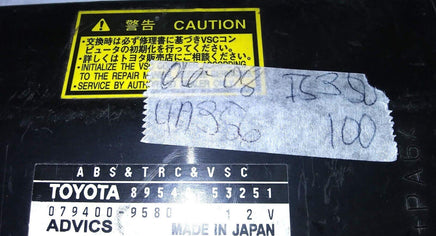 警告 CAUTION
・交換時は必ず修理書に基づきVSCコン
ピュータの初期化を行ってください。
・詳しくはトヨタ販売店にご相談ください。
・INITIALIZE THE VSC ACCORDING
TO THE REPAIR
・SERVICE BY
06-08 IS350
100
ABS&TRC&VSC
TOYOTA 89540-53251
079400-9580 12V
ADVICS MADE IN JAPAN
>PA6